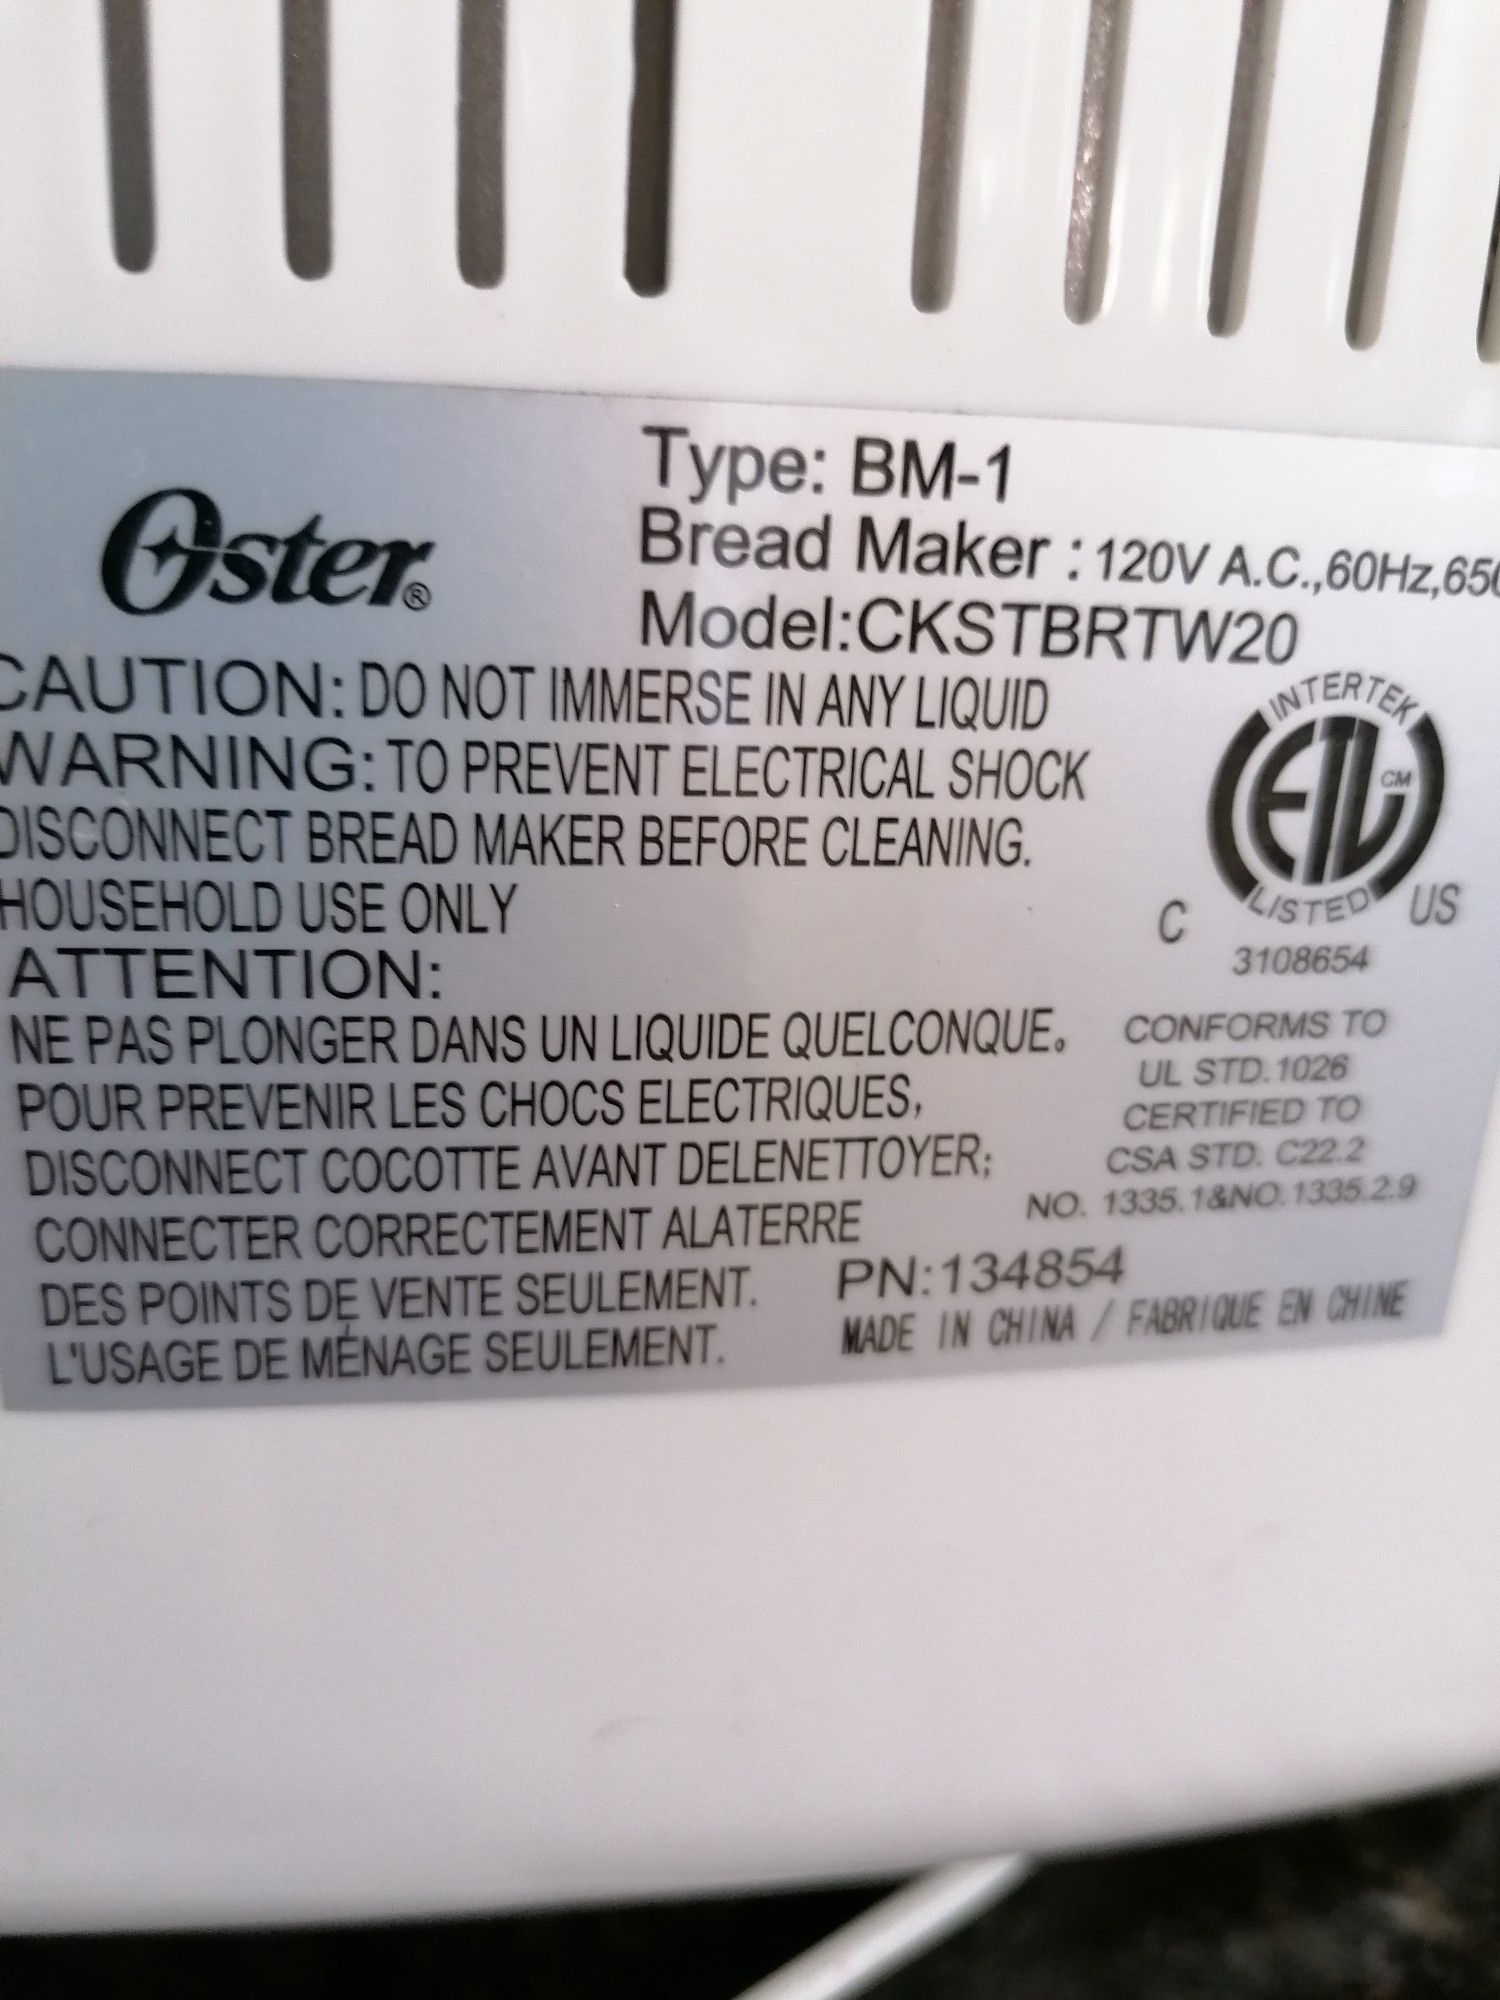 Oster®
Type: BM-1
Bread Maker : 120V A.C.,60Hz,650
Model:CKSTBRTW20
CAUTION: DO NOT IMMERSE IN ANY LIQUID
WARNING: TO PREVENT ELECTRICAL SHOCK
DISCONNECT BREAD MAKER BEFORE CLEANING.
HOUSEHOLD USE ONLY
ATTENTION:
NE PAS PLONGER DANS UN LIQUIDE QUELCONQUE。
POUR PREVENIR LES CHOCS ELECTRIQUES,
DISCONNECT COCOTTE AVANT DELENETTOYER;
CONNECTER CORRECTEMENT ALATERRE
DES POINTS DE VENTE SEULEMENT.
L'USAGE DE MÉNAGE SEULEMENT.
INTERTEK
ETL CM
LISTED
C US
3108654
CONFORMS TO
UL STD.1026
CERTIFIED TO
CSA STD. C22.2
NO. 1335.1&NO.1335.2.9
PN:134854
MADE IN CHINA / FABRIQUE EN CHINE